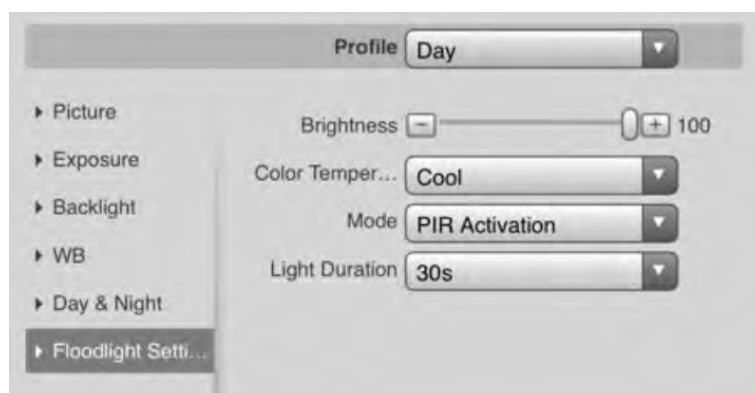 Profile Day
Picture
Exposure
Backlight
WB
Day & Night
Floodlight Setti...
Brightness 100
Color Temper... Cool
Mode PIR Activation
Light Duration 30s